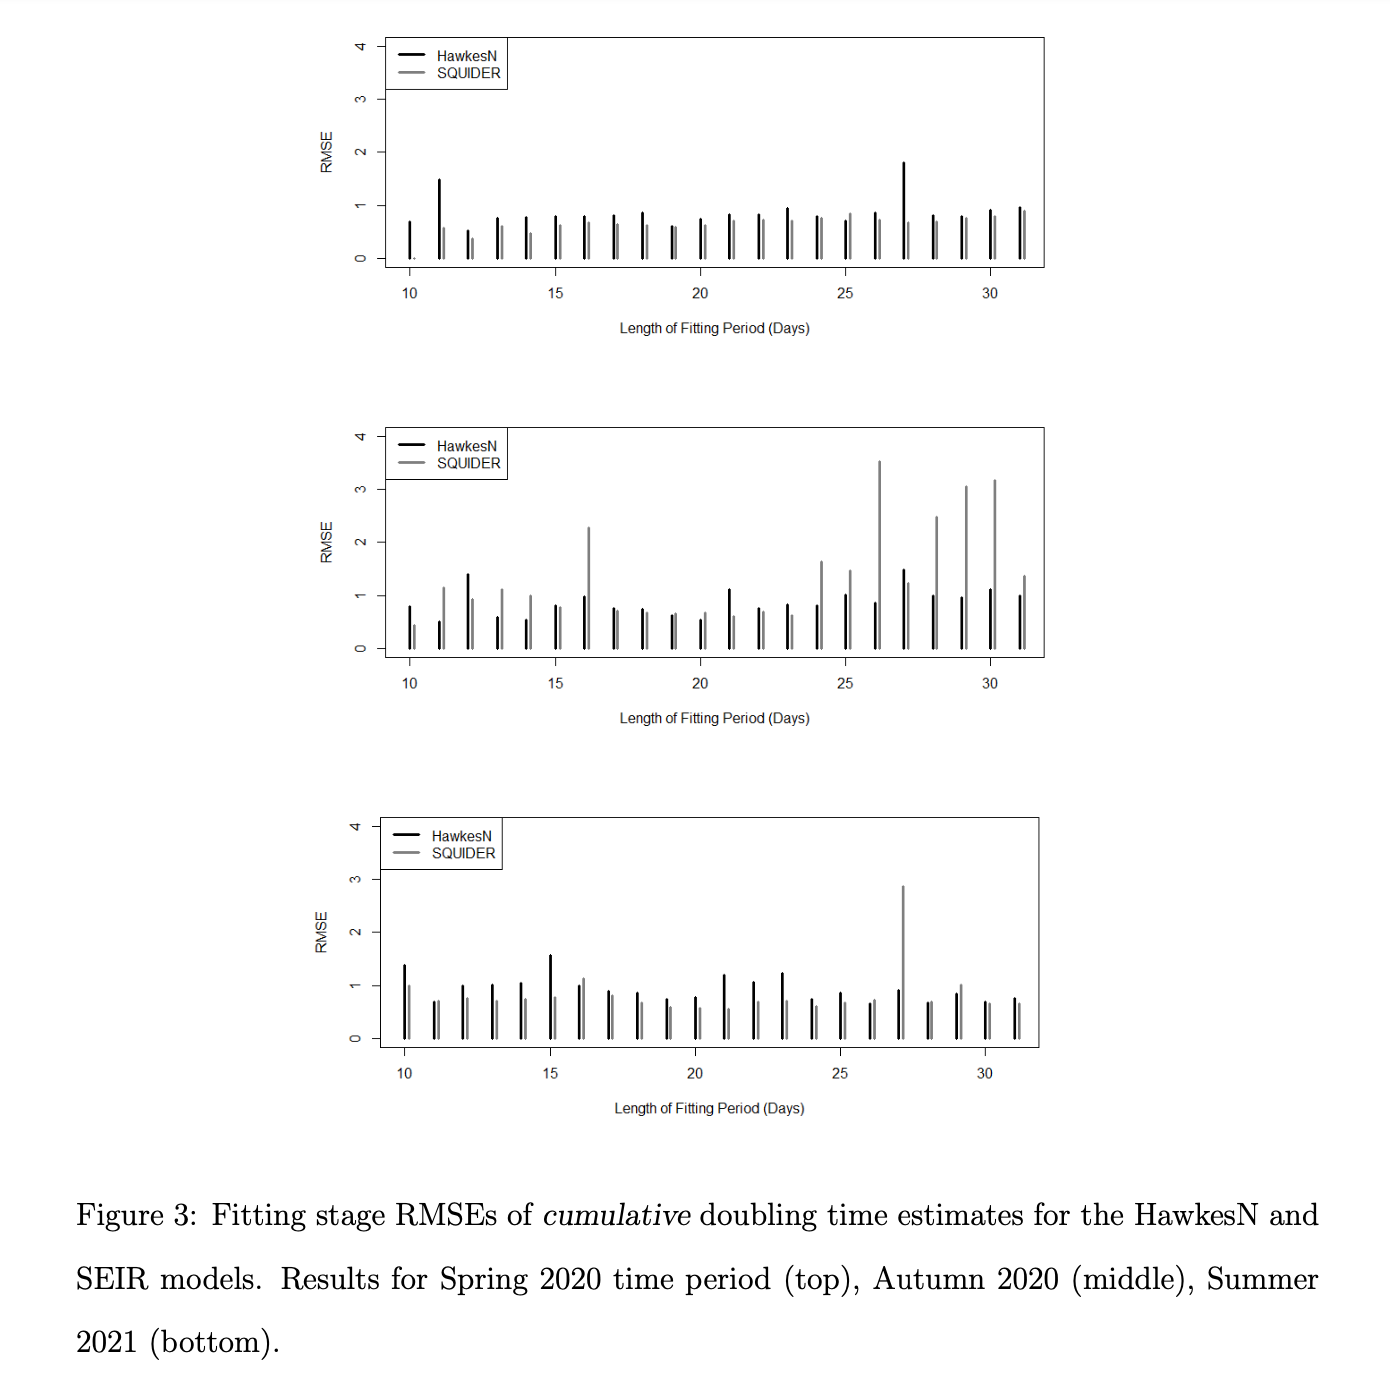 4
3
2
1
0
RMSE
HawkesN
SQUIDER
10 15 20 25 30
Length of Fitting Period (Days)
4
3
2
1
0
RMSE
HawkesN
SQUIDER
10 15 20 25 30
Length of Fitting Period (Days)
4
3
2
1
0
RMSE
HawkesN
SQUIDER
10 15 20 25 30
Length of Fitting Period (Days)
Figure 3: Fitting stage RMSEs of cumulative doubling time estimates for the HawkesN and
SEIR models. Results for Spring 2020 time period (top), Autumn 2020 (middle), Summer
2021 (bottom).